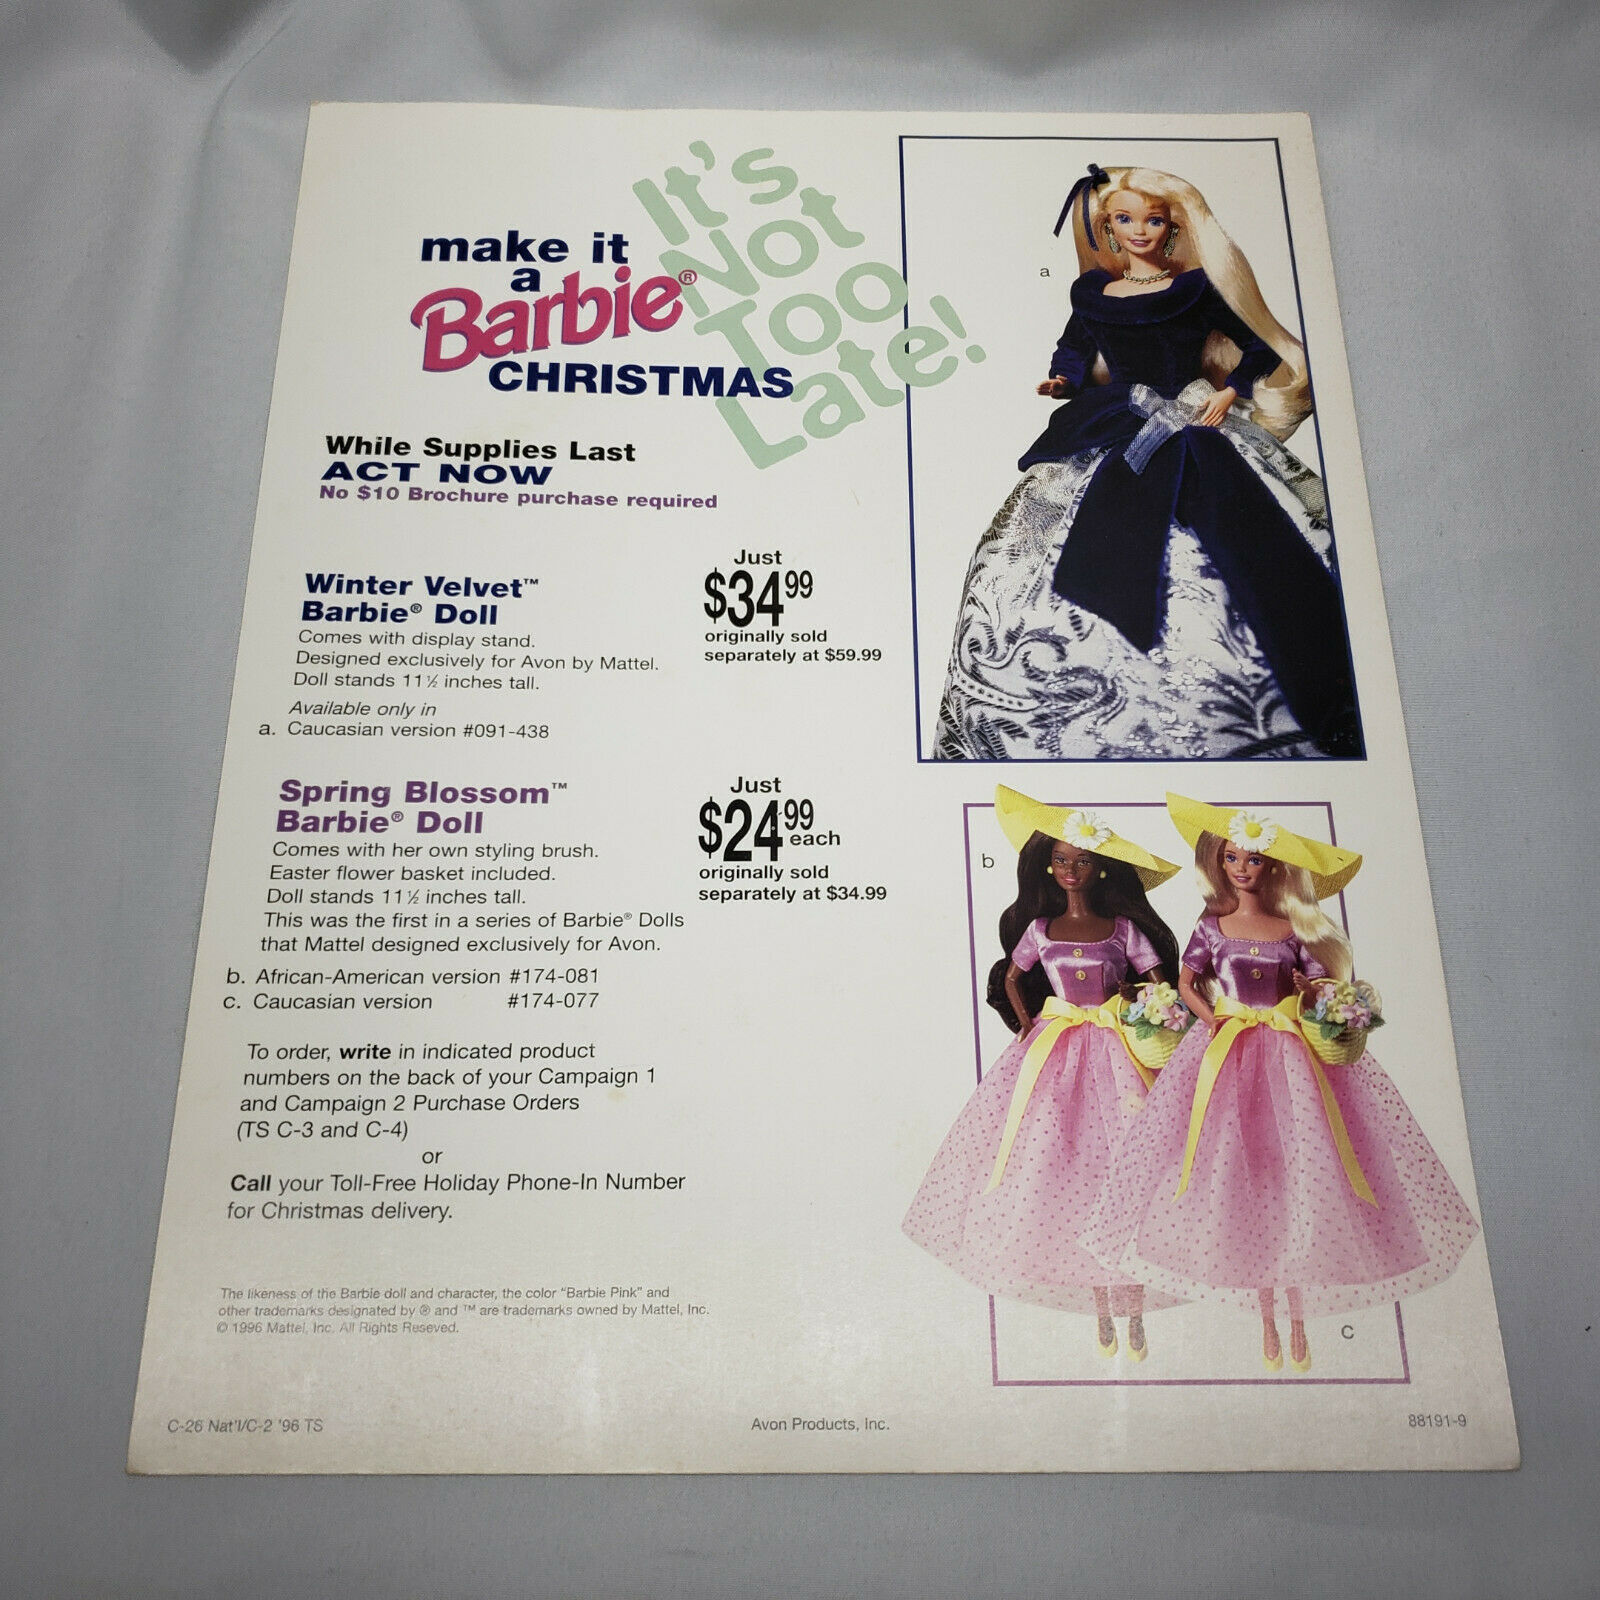 It's
Not
Too
Late!
make it
a
Barbie®
CHRISTMAS
While Supplies Last
ACT NOW
No $10 Brochure purchase required
Winter Velvet™
Barbie® Doll
Comes with display stand.
Designed exclusively for Avon by Mattel.
Doll stands 11½ inches tall.
Available only in
a. Caucasian version #091-438
Just
$34.99
originally sold
separately at $59.99
a
Spring Blossom™
Barbie® Doll
Comes with her own styling brush.
Easter flower basket included.
Doll stands 11½ inches tall.
This was the first in a series of Barbie® Dolls
that Mattel designed exclusively for Avon.
b. African-American version #174-081
c. Caucasian version #174-077
Just
$24.99
each
originally sold
separately at $34.99
b
c
To order, write in indicated product
numbers on the back of your Campaign 1
and Campaign 2 Purchase Orders
(TS C-3 and C-4)
or
Call your Toll-Free Holiday Phone-In Number
for Christmas delivery.
The likeness of the Barbie doll and character, the color "Barbie Pink" and
other trademarks designated by ® and ™ are trademarks owned by Mattel, Inc.
© 1996 Mattel, Inc. All Rights Reseved.
C-26 Nat'l/C-2 '96 TS
Avon Products, Inc.
88191-9